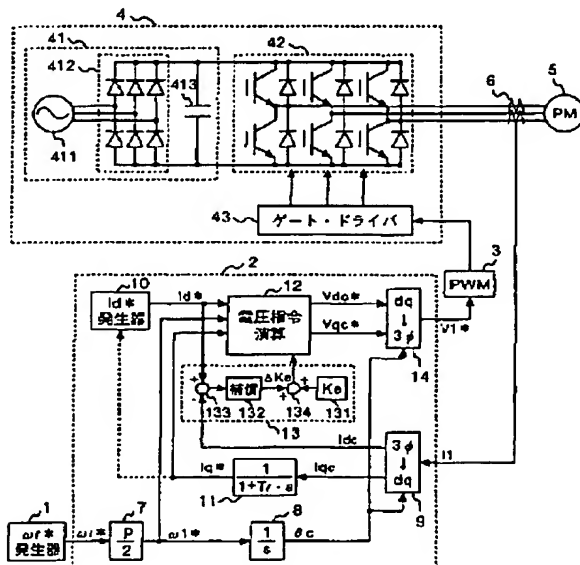 4
41
412
413
42
6
5
PM
411
43
ゲート・ドライバ
2
10
Id*
発生器
Id*
12
電圧指令
演算
Vdc*
Vqc*
dq
↓
3φ
14
3
PWM
V1*
+
-
133
補償
132
ΔKe
+
+
134
Ke
131
13
Idc
Iq*
1
1+Tr・s
11
Iqc
3φ
↓
dq
9
I1
1
ωr*
発生器
ωr*
7
P
2
ω1*
8
1
s
θc